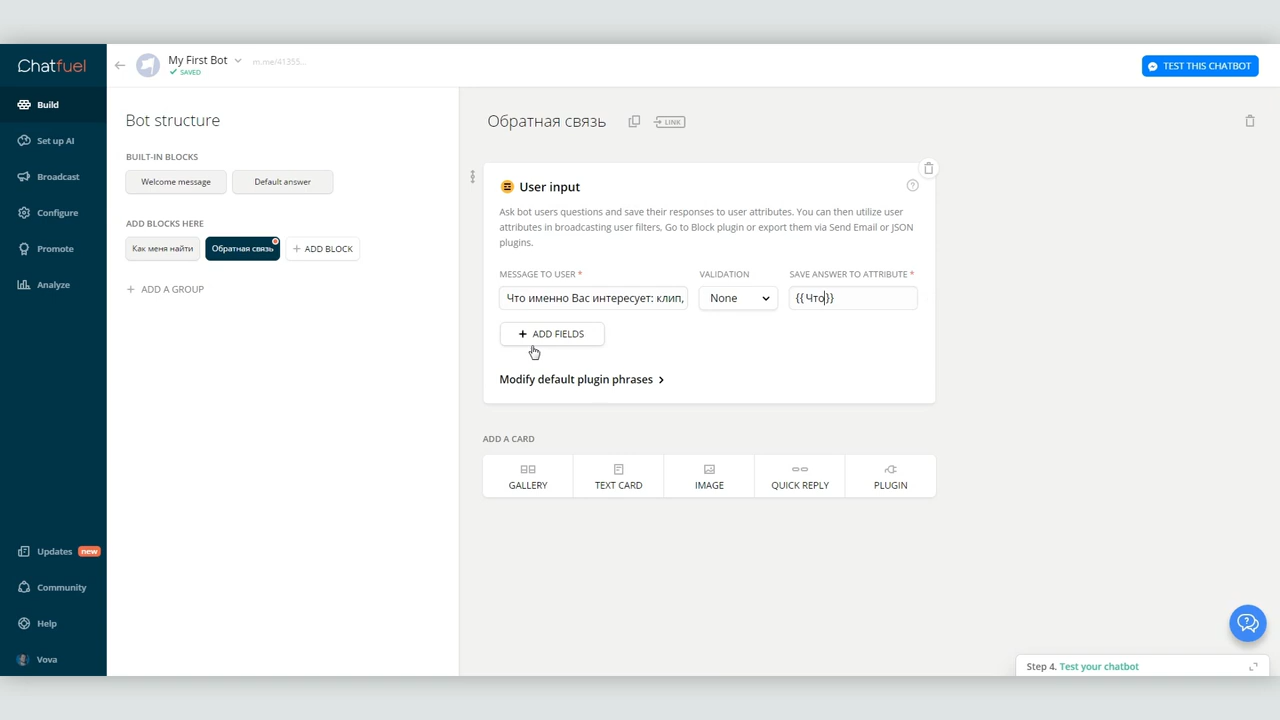 Chatfuel
My First Bot
SAVED
m.me/41355...
TEST THIS CHATBOT
Build
Set up AI
Broadcast
Configure
Promote
Analyze
Updates new
Community
Help
Vova
Bot structure
BUILT-IN BLOCKS
Welcome message
Default answer
ADD BLOCKS HERE
Как меня найти
Обратная связь
+ ADD BLOCK
+ ADD A GROUP
Обратная связь
LINK
User input
Ask bot users questions and save their responses to user attributes. You can then utilize user
attributes in broadcasting user filters, Go to Block plugin or export them via Send Email or JSON
plugins.
MESSAGE TO USER *
VALIDATION
SAVE ANSWER TO ATTRIBUTE *
Что именно Вас интересует: клип,
None
{{Что}}
+ ADD FIELDS
Modify default plugin phrases
ADD A CARD
GALLERY
TEXT CARD
IMAGE
QUICK REPLY
PLUGIN
Step 4. Test your chatbot